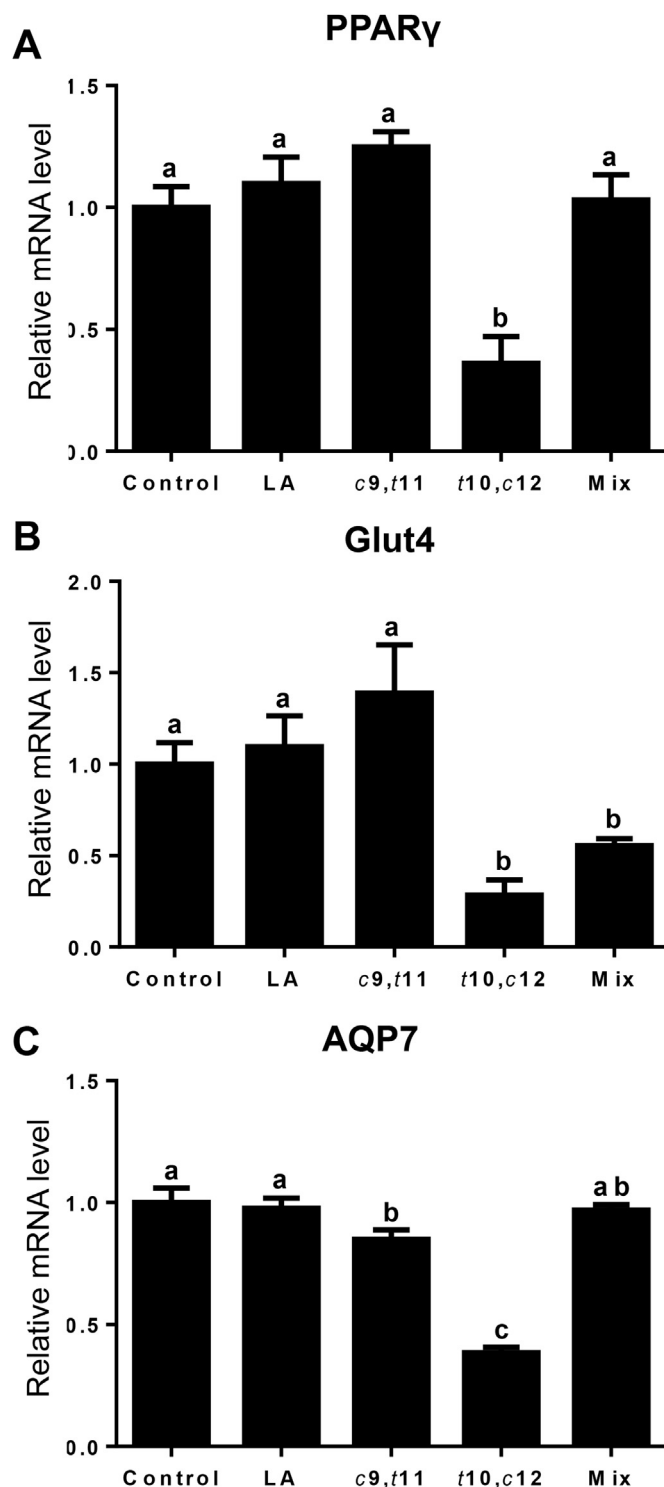 A
PPARγ
Relative mRNA level
1.5
1.0
0.5
0.0
a
a
a
b
a
Control LA c9,t11 t10,c12 Mix
B
Glut4
Relative mRNA level
2.0
1.5
1.0
0.5
0.0
a
a
a
b
b
Control LA c9,t11 t10,c12 Mix
C
AQP7
Relative mRNA level
1.5
1.0
0.5
0.0
a
a
b
c
ab
Control LA c9,t11 t10,c12 Mix